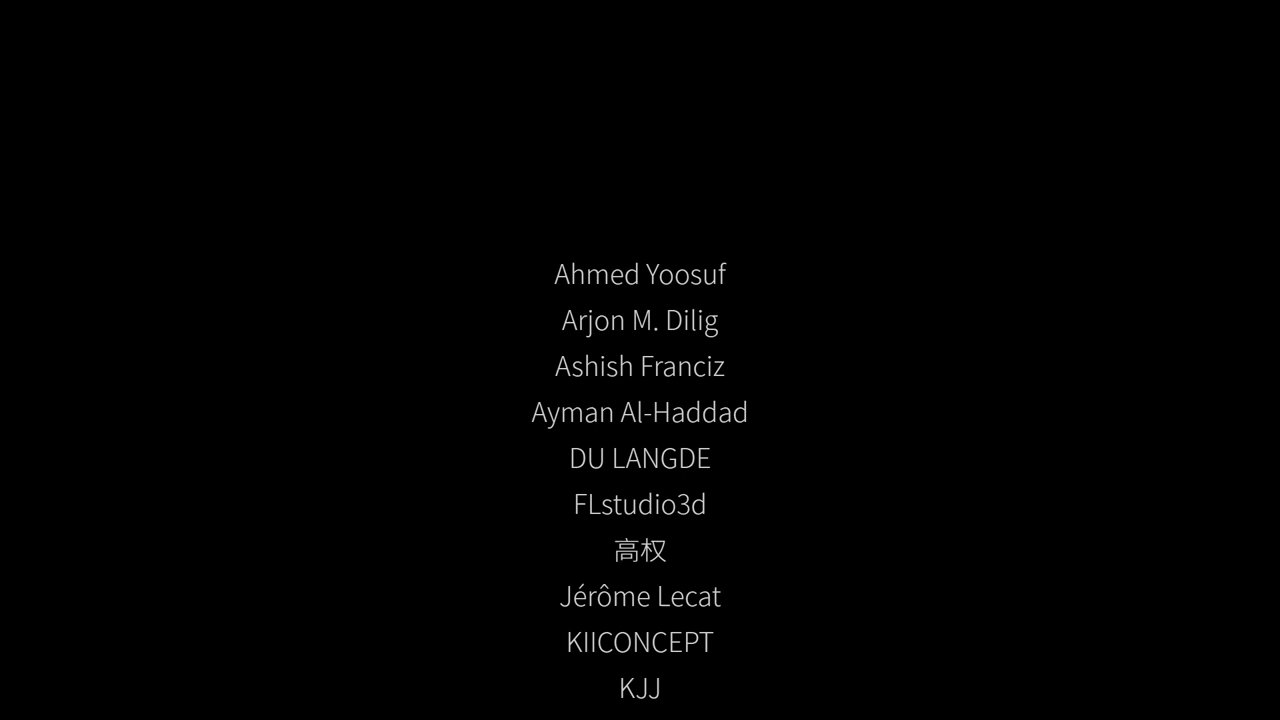 Ahmed Yoosuf
Arjon M. Dilig
Ashish Franciz
Ayman Al-Haddad
DU LANGDE
FLstudio3d
高权
Jérôme Lecat
KIICONCEPT
KJJ